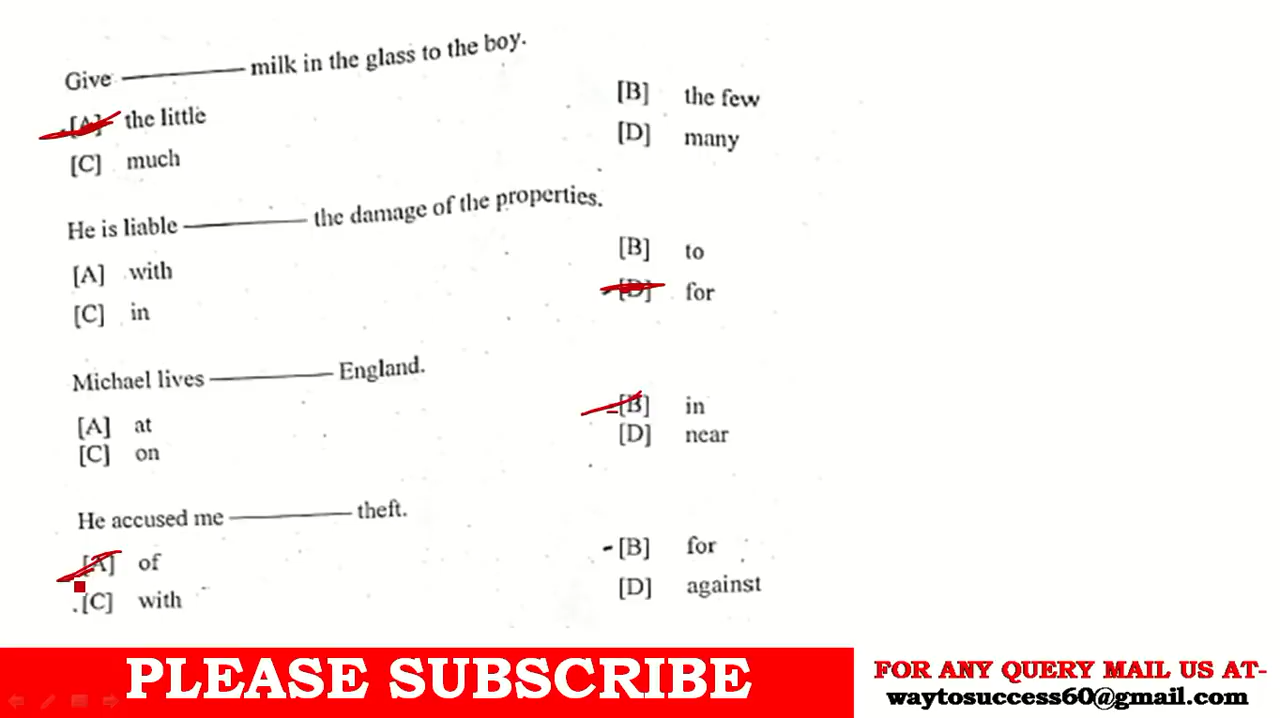 Give ________ milk in the glass to the boy.
[A] the little [B] the few
[C] much [D] many
He is liable ________ the damage of the properties.
[A] with [B] to
[C] in [D] for
Michael lives ________ England.
[A] at [B] in
[C] on [D] near
He accused me ________ theft.
[A] of [B] for
[C] with [D] against
PLEASE SUBSCRIBE
FOR ANY QUERY MAIL US AT-
waytosuccess60@gmail.com